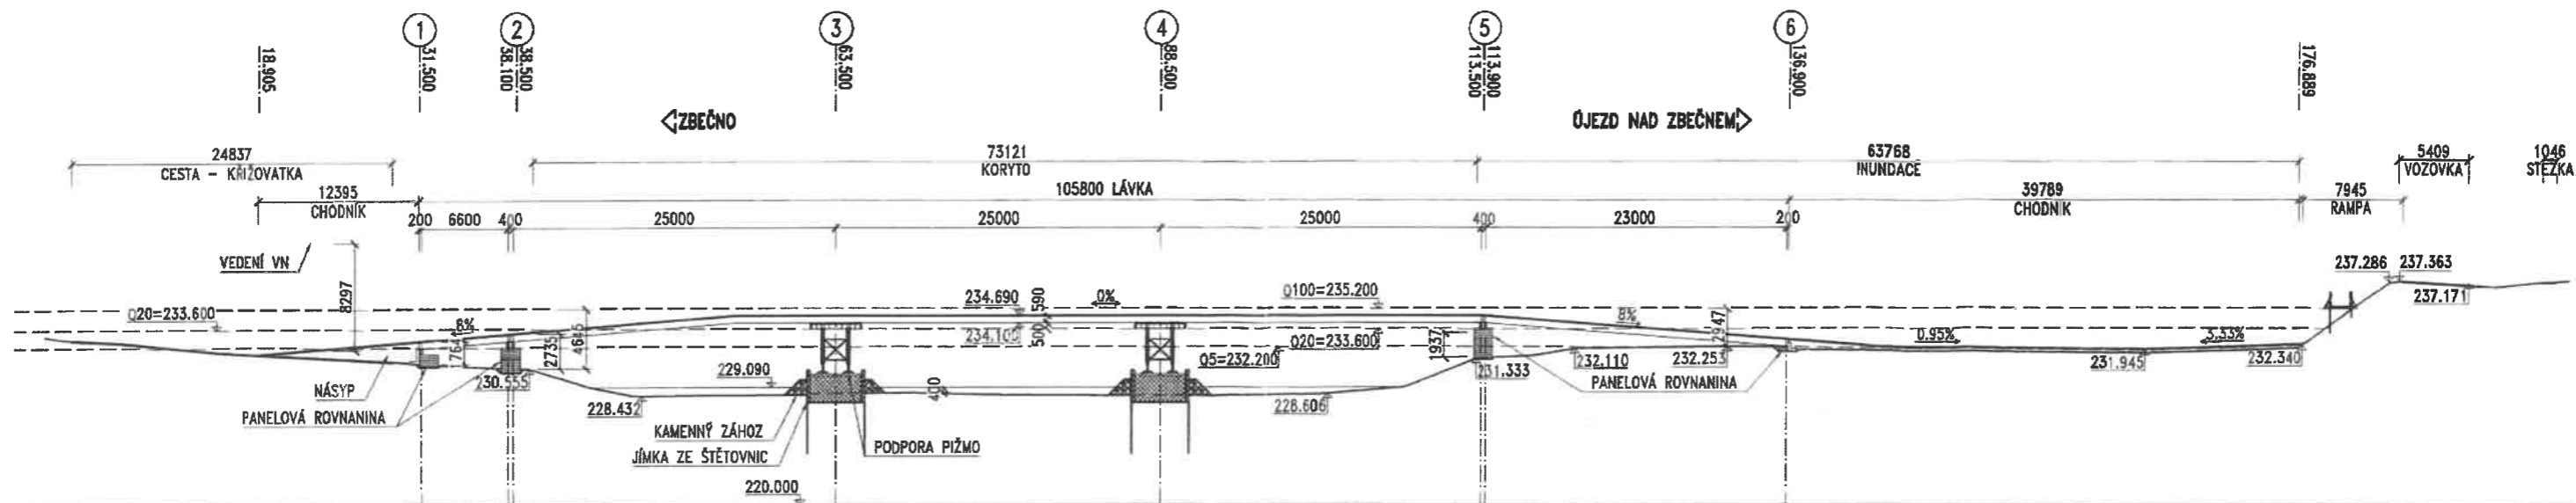 1 2 3 4 5 6
18.905 31.500 38.100 38.500 63.500 88.500 113.500 113.900 136.900 176.889
ZBEČNO ÚJEZD NAD ZBEČNEM
24837 73121 63768 5409 1046
CESTA - KŘIŽOVATKA KORYTO INUNDACE VOZOVKA STEZKA
12395 105800 LÁVKA 39789 7945
CHODNÍK CHODNÍK RAMPA
200 6600 400 25000 25000 25000 400 23000 200
VEDENÍ VN
8297
237.286 237.363
237.171
Q20=233.600
8%
764
2735
4645
234.690
590
0%
Q100=235.200
234.100
500
Q20=233.600
1937
Q5=232.200
8%
2947
0.95%
3.33%
229.090
230.555
228.432
400
228.606
231.333
232.110
232.253
231.945
232.340
NÁSYP
PANELOVÁ ROVNANINA
PANELOVÁ ROVNANINA
KAMENNÝ ZÁHOZ
JÍMKA ZE ŠTĚTOVNIC
PODPORA PIŽMO
220.000